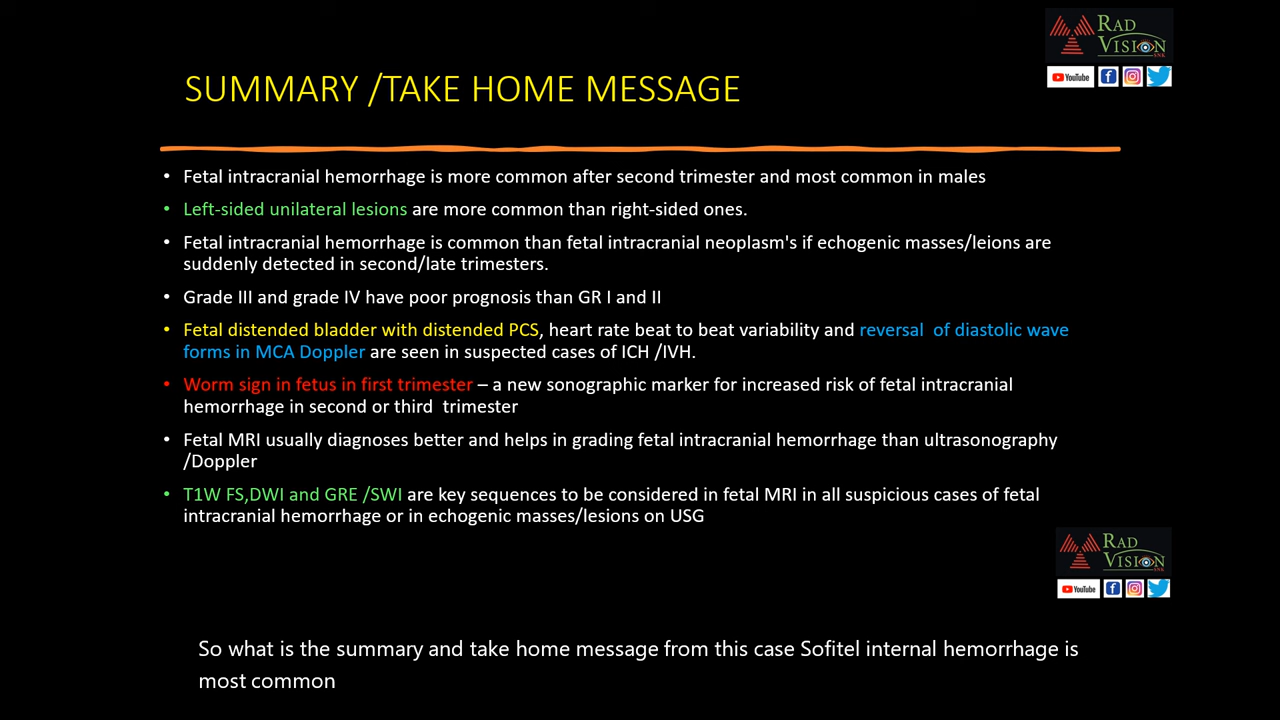 RAD
VISION
SNK
YouTube
SUMMARY /TAKE HOME MESSAGE
• Fetal intracranial hemorrhage is more common after second trimester and most common in males
• Left-sided unilateral lesions are more common than right-sided ones.
• Fetal intracranial hemorrhage is common than fetal intracranial neoplasm's if echogenic masses/leions are
suddenly detected in second/late trimesters.
• Grade III and grade IV have poor prognosis than GR I and II
• Fetal distended bladder with distended PCS, heart rate beat to beat variability and reversal of diastolic wave
forms in MCA Doppler are seen in suspected cases of ICH /IVH.
• Worm sign in fetus in first trimester – a new sonographic marker for increased risk of fetal intracranial
hemorrhage in second or third trimester
• Fetal MRI usually diagnoses better and helps in grading fetal intracranial hemorrhage than ultrasonography
/Doppler
• T1W FS,DWI and GRE /SWI are key sequences to be considered in fetal MRI in all suspicious cases of fetal
intracranial hemorrhage or in echogenic masses/lesions on USG
RAD
VISION
SNK
YouTube
So what is the summary and take home message from this case Sofitel internal hemorrhage is
most common